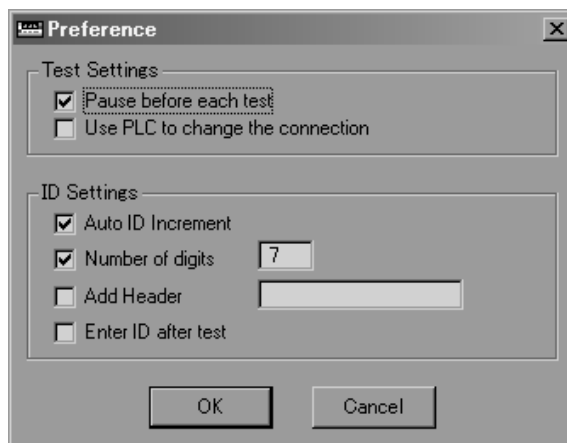 Preference
Test Settings
Pause before each test
Use PLC to change the connection
ID Settings
Auto ID Increment
Number of digits 7
Add Header
Enter ID after test
OK Cancel